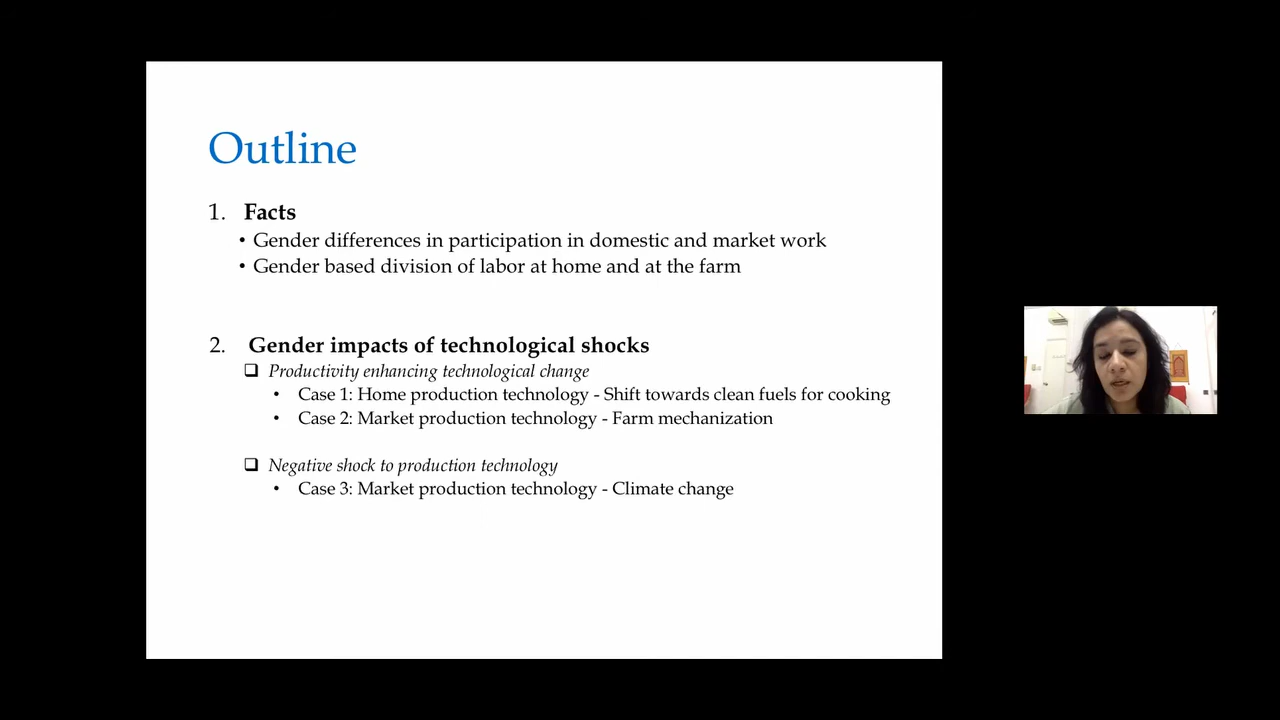 Outline
1. Facts
• Gender differences in participation in domestic and market work
• Gender based division of labor at home and at the farm
2. Gender impacts of technological shocks
❑ Productivity enhancing technological change
• Case 1: Home production technology - Shift towards clean fuels for cooking
• Case 2: Market production technology - Farm mechanization
❑ Negative shock to production technology
• Case 3: Market production technology - Climate change